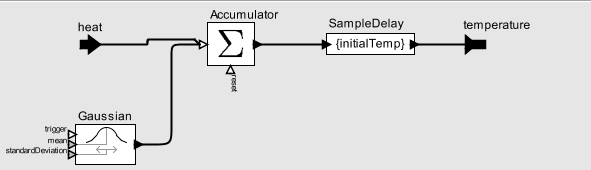 Accumulator
heat
SampleDelay
temperature
Σ
{initialTemp}
reset
Gaussian
trigger
mean
standardDeviation